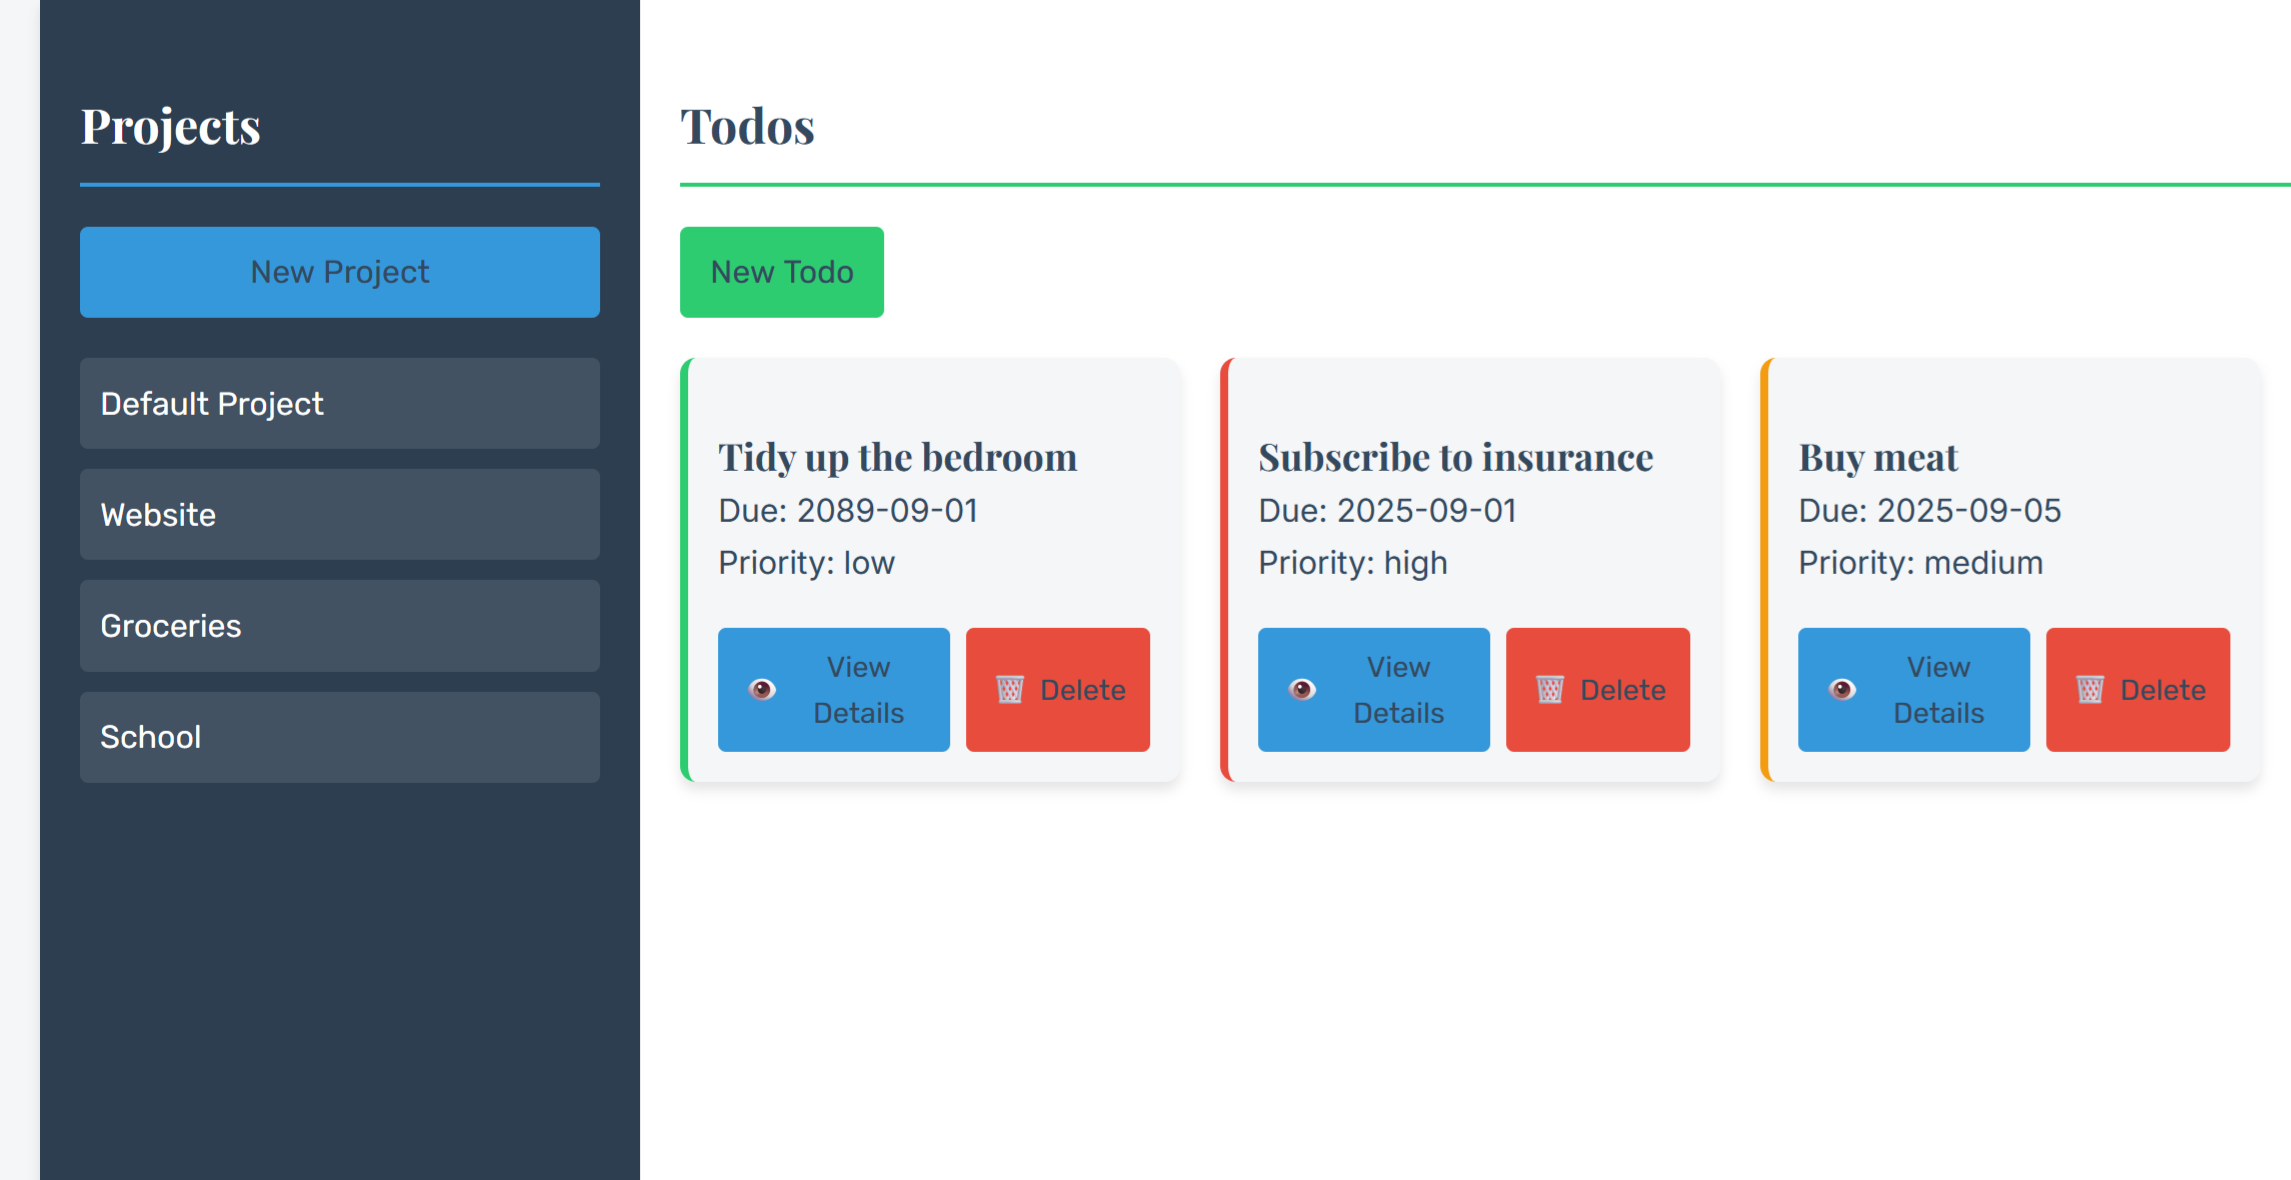 Projects
New Project
Default Project
Website
Groceries
School
Todos
New Todo
Tidy up the bedroom
Due: 2089-09-01
Priority: low
View
Details
Delete
Subscribe to insurance
Due: 2025-09-01
Priority: high
View
Details
Delete
Buy meat
Due: 2025-09-05
Priority: medium
View
Details
Delete